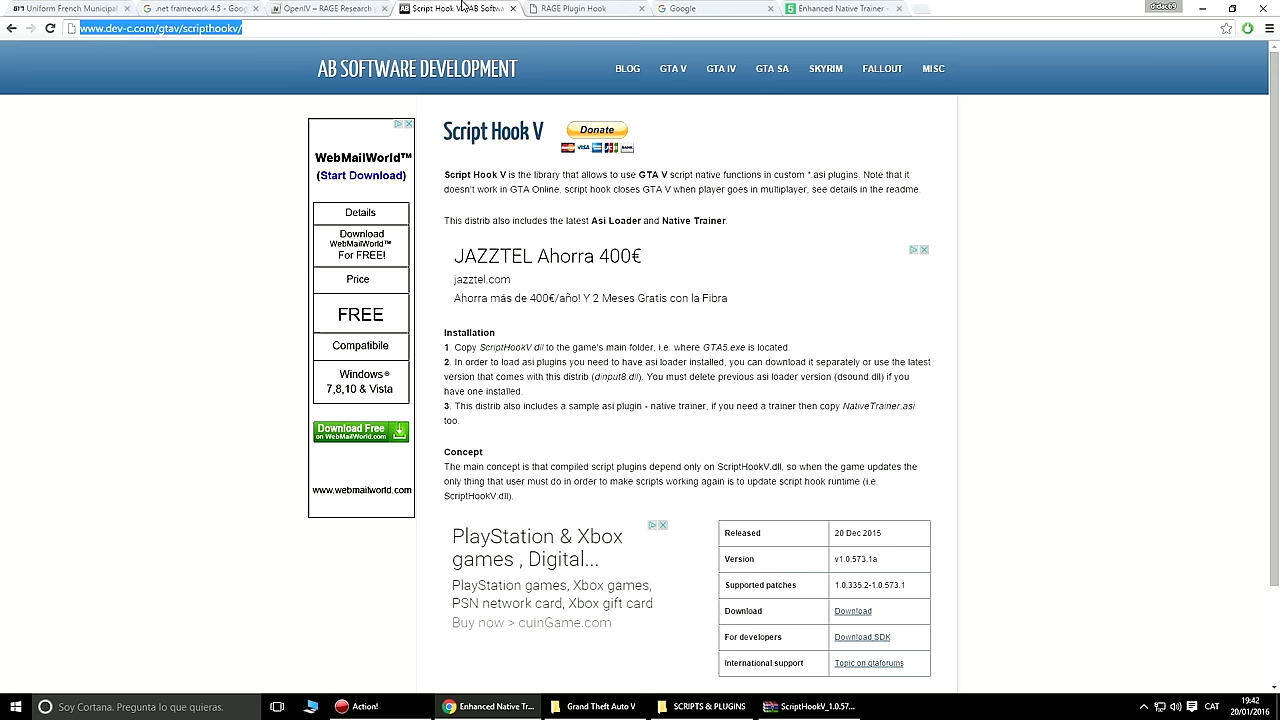 Uniform French Municipal
.net framework 4.5 - Goo
OpenIV – RAGE Research
Script Hook V | AB Softwa
RAGE Plugin Hook
Google
Enhanced Native Trainer -
www.dev-c.com/gtav/scripthookv/
AB SOFTWARE DEVELOPMENT
BLOG GTA V GTA IV GTA SA SKYRIM FALLOUT MISC
WebMailWorld™
(Start Download)
Details
Download
WebMailWorld™
For FREE!
Price
FREE
Compatibile
Windows®
7,8,10 & Vista
Download Free
on WebMailWorld.com
www.webmailworld.com
Script Hook V
Donate
VISA
BANK
Script Hook V is the library that allows to use GTA V script native functions in custom *.asi plugins. Note that it
doesn't work in GTA Online, script hook closes GTA V when player goes in multiplayer, see details in the readme.
This distrib also includes the latest Asi Loader and Native Trainer.
JAZZTEL Ahorra 400€
jazztel.com
Ahorra más de 400€/año! Y 2 Meses Gratis con la Fibra
Installation
1. Copy ScriptHookV.dll to the game's main folder, i.e. where GTA5.exe is located.
2. In order to load asi plugins you need to have asi loader installed, you can download it separately or use the latest
version that comes with this distrib (dinput8.dll). You must delete previous asi loader version (dsound.dll) if you
have one installed.
3. This distrib also includes a sample asi plugin - native trainer, if you need a trainer then copy NativeTrainer.asi
too.
Concept
The main concept is that compiled script plugins depend only on ScriptHookV.dll, so when the game updates the
only thing that user must do in order to make scripts working again is to update script hook runtime (i.e.
ScriptHookV.dll).
PlayStation & Xbox
games , Digital...
PlayStation games, Xbox games,
PSN network card, Xbox gift card
Buy now > cuinGame.com
Released 20 Dec 2015
Version v1.0.573.1a
Supported patches 1.0.335.2-1.0.573.1
Download Download
For developers Download SDK
International support Topic on gtaforums
Soy Cortana. Pregunta lo que quieras.
Action!
Enhanced Native Tr...
Grand Theft Auto V
SCRIPTS & PLUGINS
ScriptHookV_1.0.57...
CAT
19:42
20/01/2016